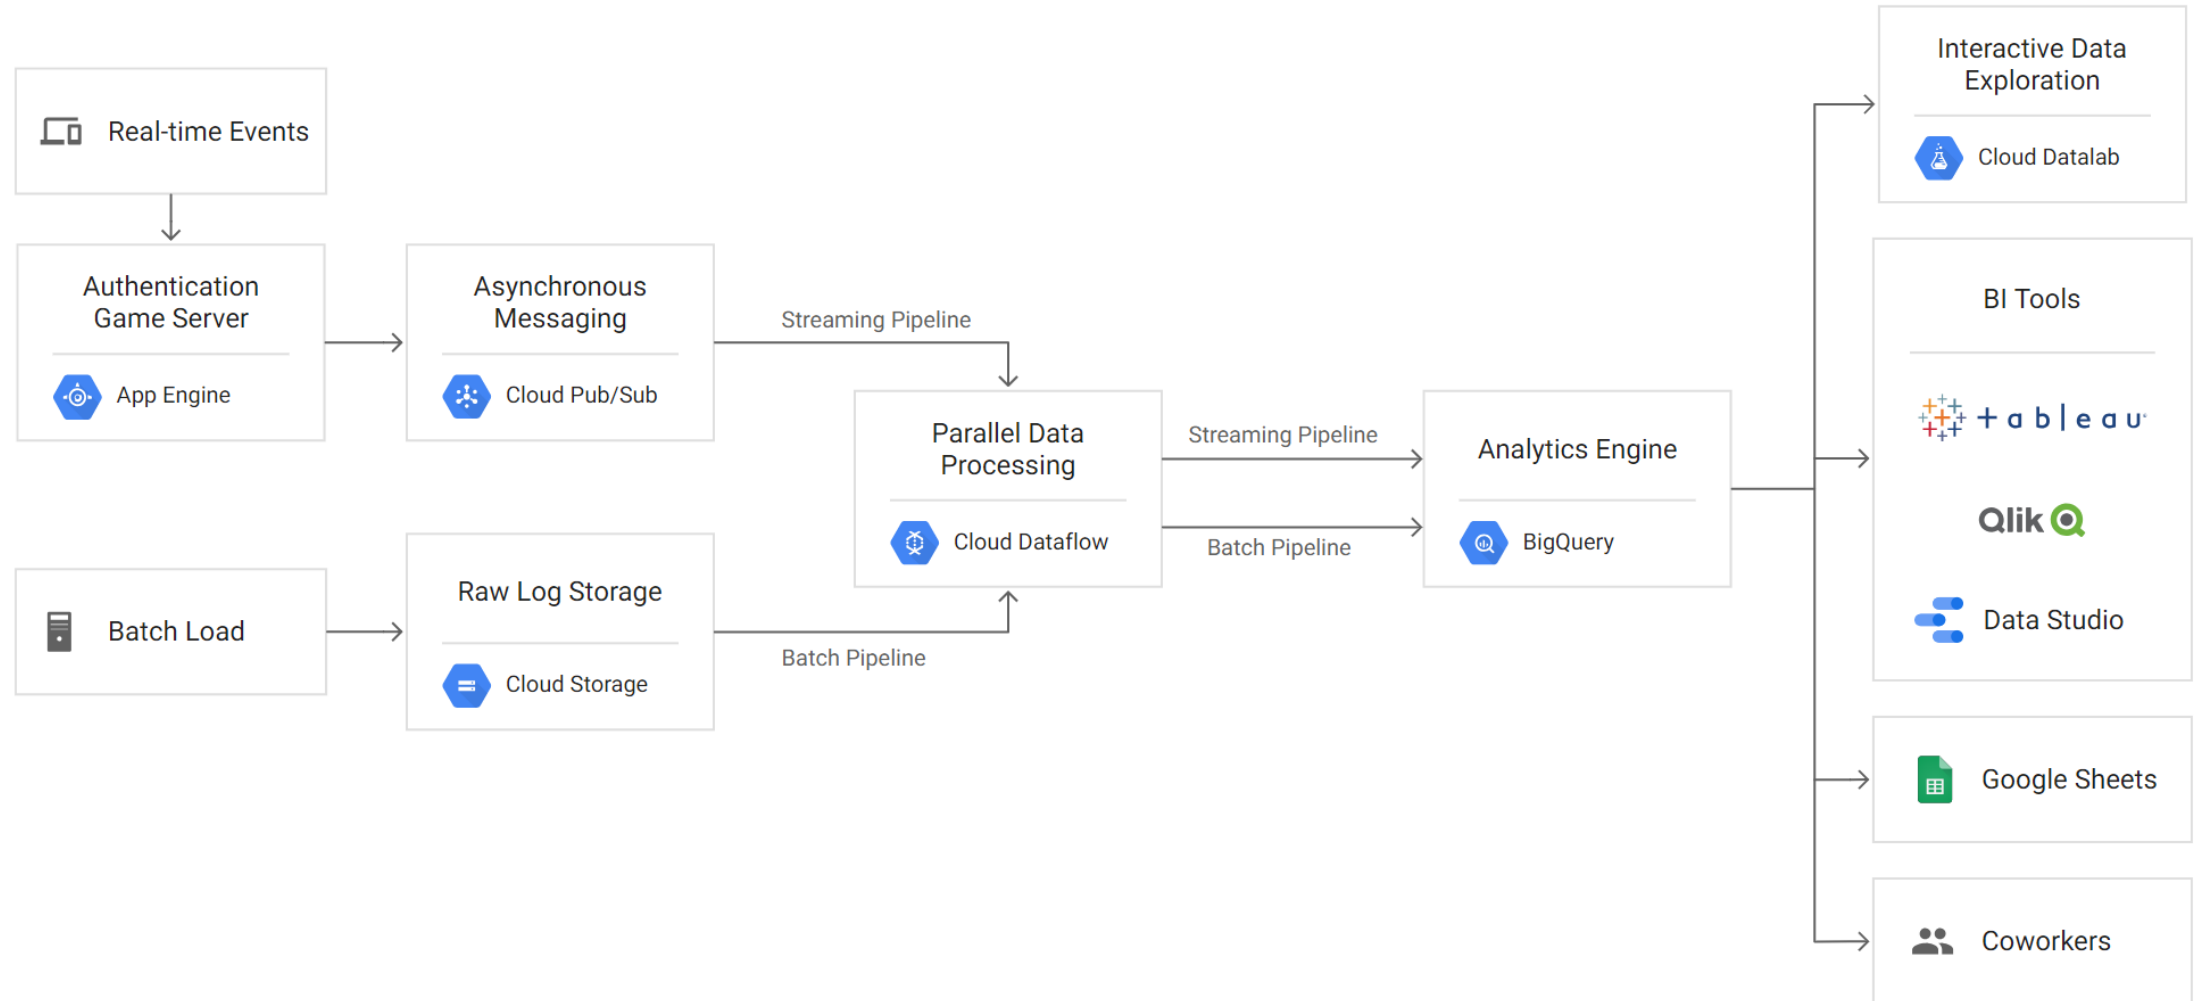 Real-time Events
Authentication
Game Server
App Engine
Asynchronous
Messaging
Cloud Pub/Sub
Streaming Pipeline
Batch Load
Raw Log Storage
Cloud Storage
Batch Pipeline
Parallel Data
Processing
Cloud Dataflow
Streaming Pipeline
Batch Pipeline
Analytics Engine
BigQuery
Interactive Data
Exploration
Cloud Datalab
BI Tools
tableau
Qlik
Data Studio
Google Sheets
Coworkers